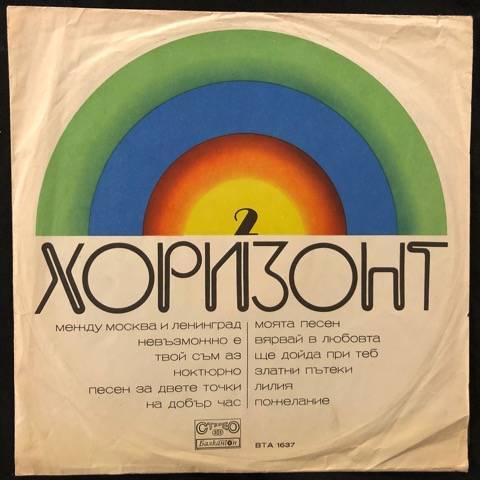 2
ХОРИЗОНТ
между москва и ленинград
невъзможно е
твой съм аз
ноктюрно
песен за двете точки
на добър час
моята песен
вярвай в любовта
ще дойда при теб
златни пътеки
лилия
пожелание
СТЕРЕО
Балкантон
ВТА 1637